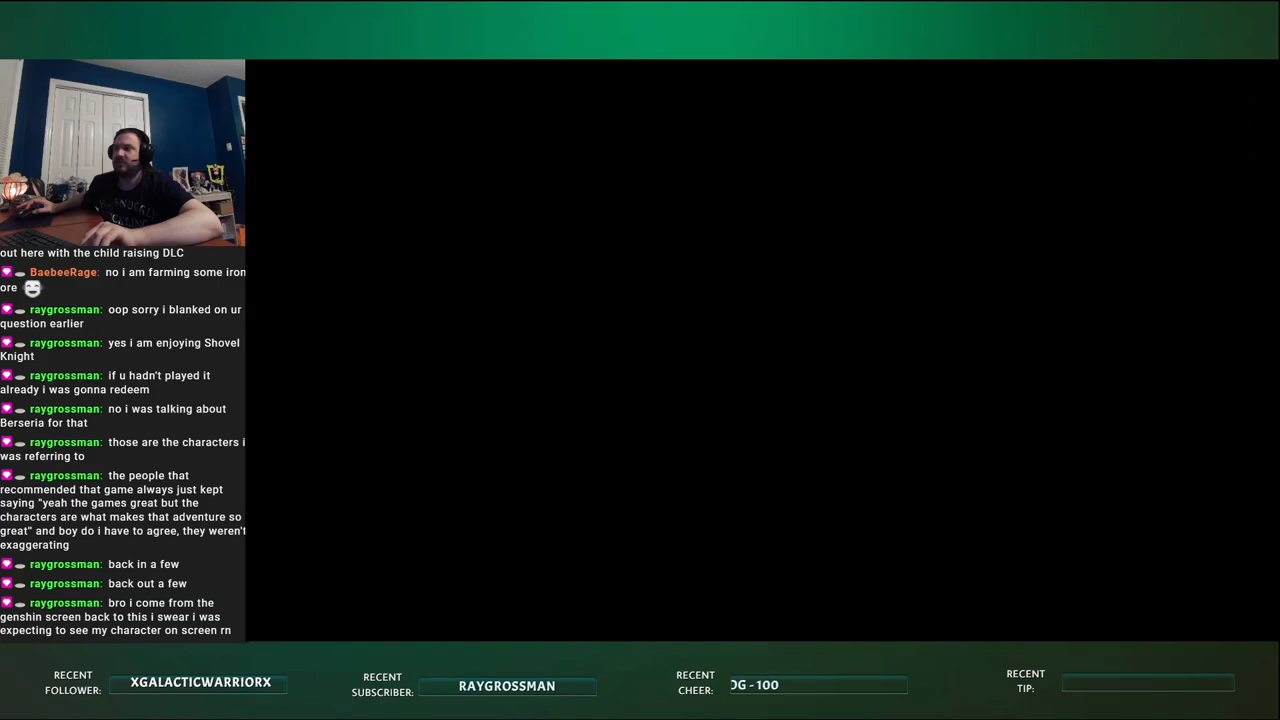 out here with the child raising DLC
BaebeeRage: no i am farming some iron
ore
raygrossman: oop sorry i blanked on ur
question earlier
raygrossman: yes i am enjoying Shovel
Knight
raygrossman: if u hadn't played it
already i was gonna redeem
raygrossman: no i was talking about
Berseria for that
raygrossman: those are the characters i
was referring to
raygrossman: the people that
recommended that game always just kept
saying "yeah the games great but the
characters are what makes that adventure so
great" and boy do i have to agree, they weren't
exaggerating
raygrossman: back in a few
raygrossman: back out a few
raygrossman: bro i come from the
genshin screen back to this i swear i was
expecting to see my character on screen rn
RECENT
FOLLOWER:
XGALACTICWARRIORX
RECENT
SUBSCRIBER:
RAYGROSSMAN
RECENT
CHEER:
OG - 100
RECENT
TIP: